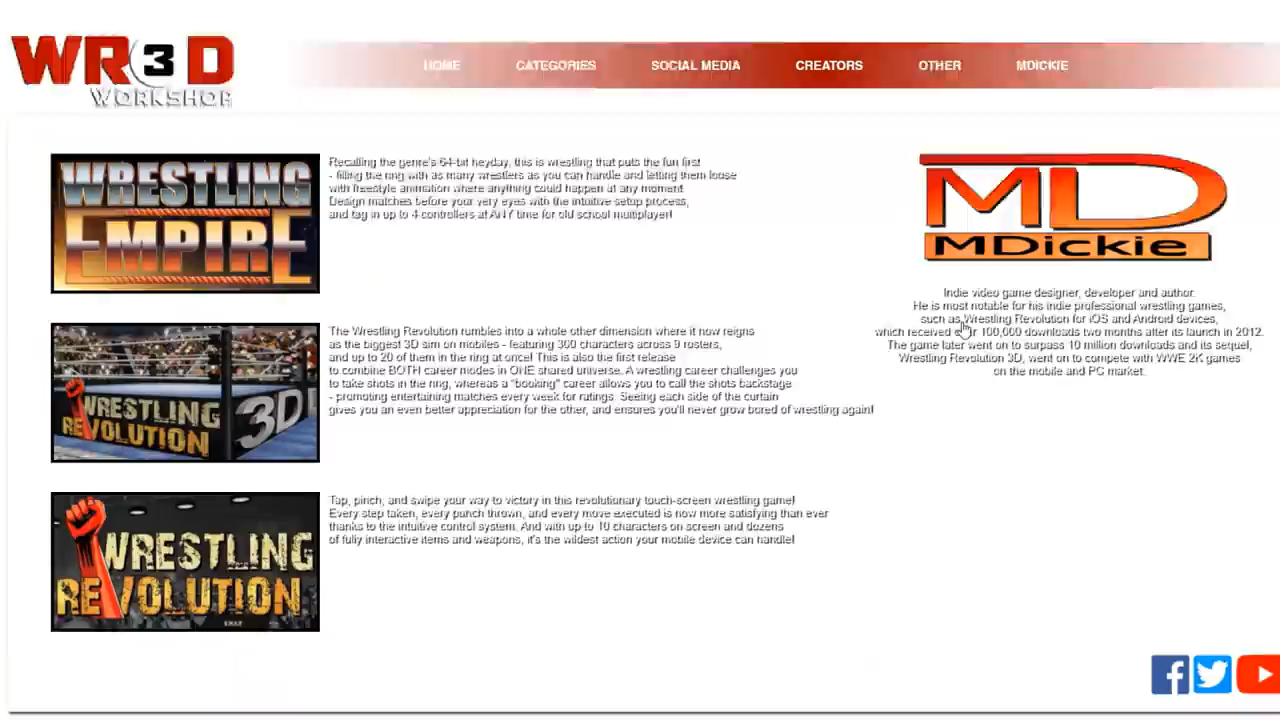 WR3D
WORKSHOP
HOME
CATEGORIES
SOCIAL MEDIA
CREATORS
OTHER
MDICKIE
WRESTLING
EMPIRE
Recalling the genre's 64-bit heyday, this is wrestling that puts the fun first
- filling the ring with as many wrestlers as you can handle and letting them loose
with freestyle animation where anything could happen at any moment.
Design matches before your very eyes with the intuitive setup process,
and tag in up to 4 controllers at ANY time for old school multiplayer!
MD
MDickie
Indie video game designer, developer and author.
He is most notable for his indie professional wrestling games,
such as Wrestling Revolution for iOS and Android devices,
which received 100,000 downloads two months after its launch in 2012.
The game later went on to surpass 10 million downloads and its sequel,
Wrestling Revolution 3D, went on to compete with WWE 2K games
on the mobile and PC market.
WRESTLING
REVOLUTION
3D
The Wrestling Revolution rumbles into a whole other dimension where it now reigns
as the biggest 3D sim on mobiles - featuring 300 characters across 9 rosters,
and up to 20 of them in the ring at once! This is also the first release
to combine BOTH career modes in ONE shared universe. A wrestling career challenges you
to take shots in the ring, whereas a "booking" career allows you to call the shots backstage
- promoting entertaining matches every week for ratings. Seeing each side of the curtain
gives you an even better appreciation for the other, and ensures you'll never grow bored of wrestling again!
WRESTLING
REVOLUTION
Tap, pinch, and swipe your way to victory in this revolutionary touch-screen wrestling game!
Every step taken, every punch thrown, and every move executed is now more satisfying than ever
thanks to the intuitive control system. And with up to 10 characters on screen and dozens
of fully interactive items and weapons, it's the wildest action your mobile device can handle!